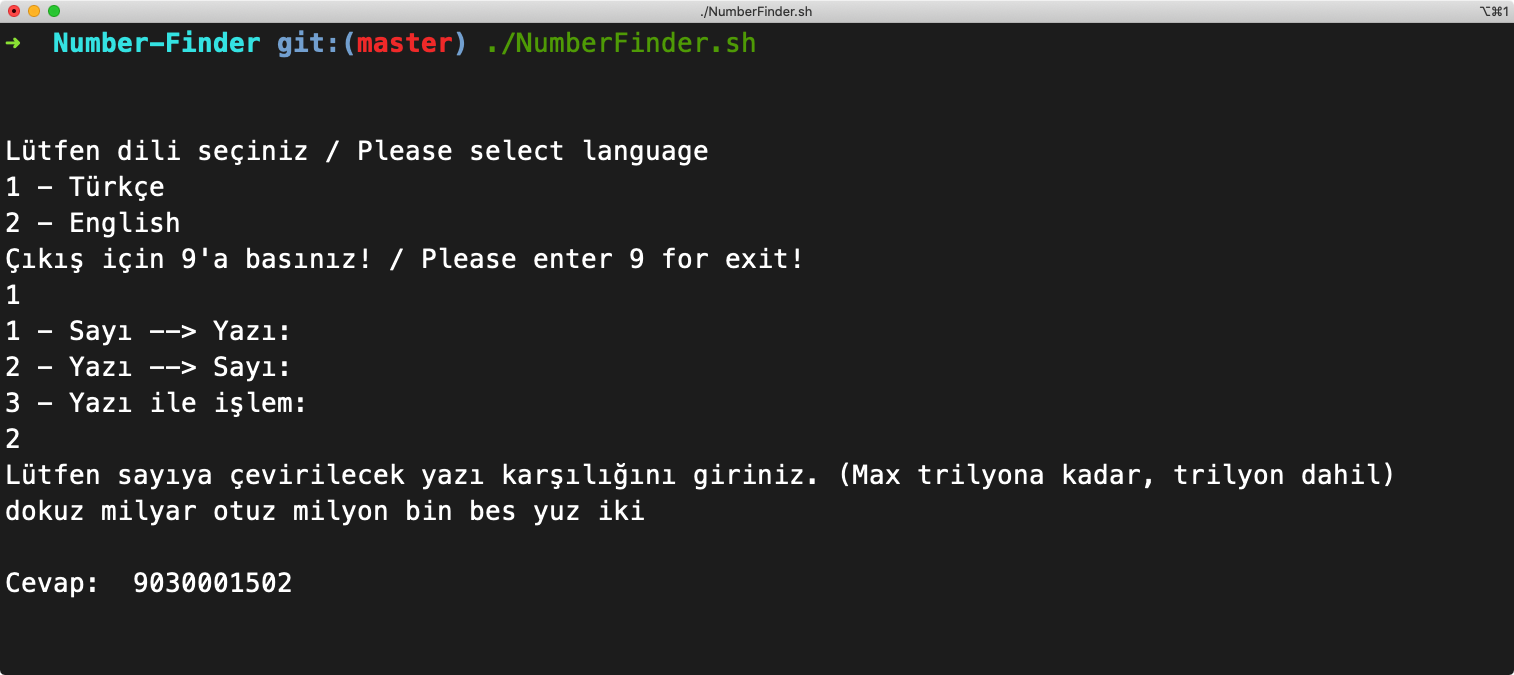 ./NumberFinder.sh
⌥⌘1
➜ Number-Finder git:(master) ./NumberFinder.sh
Lütfen dili seçiniz / Please select language
1 - Türkçe
2 - English
Çıkış için 9'a basınız! / Please enter 9 for exit!
1
1 - Sayı --> Yazı:
2 - Yazı --> Sayı:
3 - Yazı ile işlem:
2
Lütfen sayıya çevirilecek yazı karşılığını giriniz. (Max trilyona kadar, trilyon dahil)
dokuz milyar otuz milyon bin bes yuz iki
Cevap:  9030001502